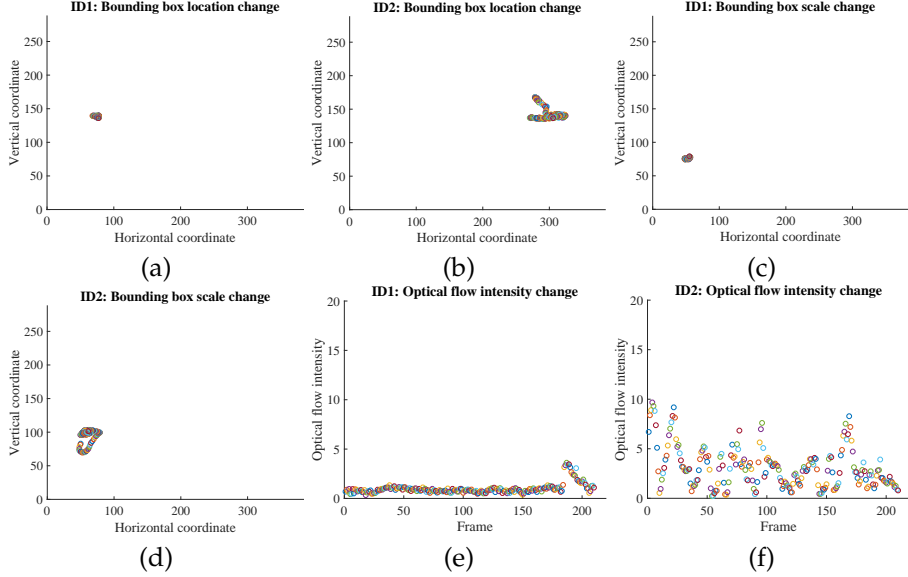 ID1: Bounding box location change
250
200
150
100
50
0
Vertical coordinate
0 100 200 300
Horizontal coordinate
(a)
ID2: Bounding box location change
250
200
150
100
50
0
Vertical coordinate
0 100 200 300
Horizontal coordinate
(b)
ID1: Bounding box scale change
250
200
150
100
50
0
Vertical coordinate
0 100 200 300
Horizontal coordinate
(c)
ID2: Bounding box scale change
250
200
150
100
50
0
Vertical coordinate
0 100 200 300
Horizontal coordinate
(d)
ID1: Optical flow intensity change
20
15
10
5
0
Optical flow intensity
0 50 100 150 200
Frame
(e)
ID2: Optical flow intensity change
20
15
10
5
0
Optical flow intensity
0 50 100 150 200
Frame
(f)